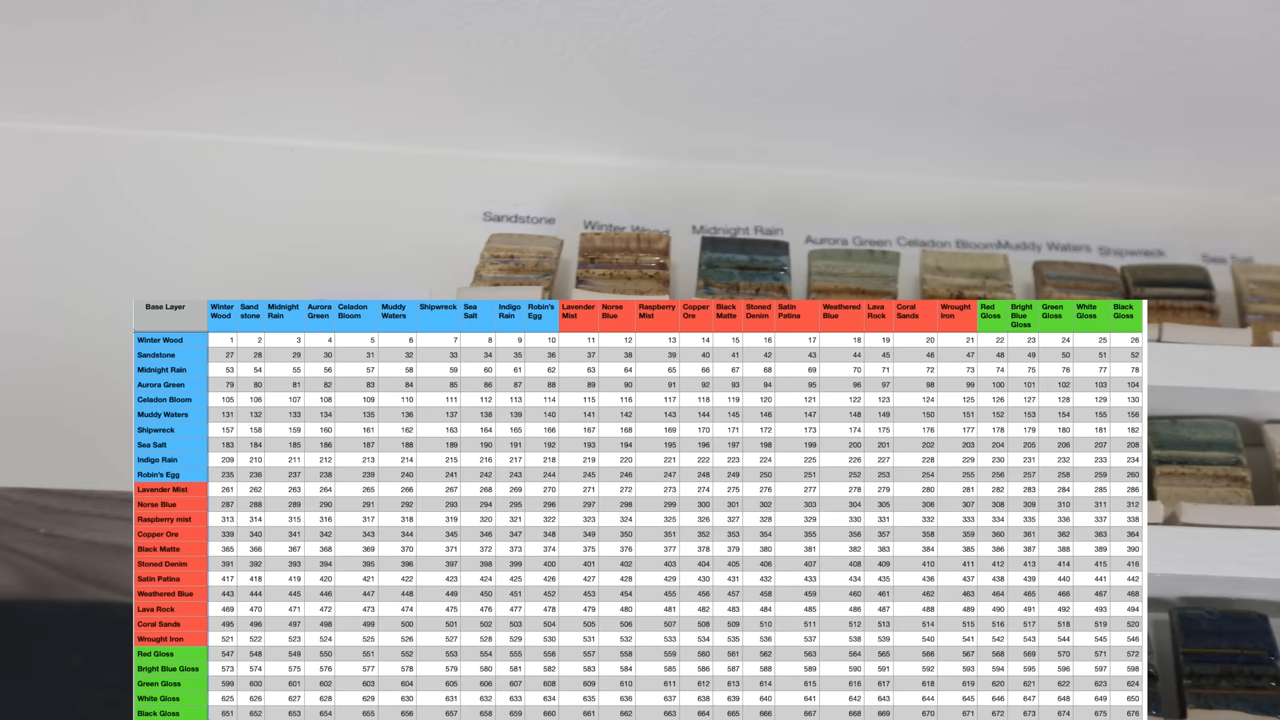 Sandstone
Winter Wood
Midnight Rain
Aurora Green
Celadon Bloom
Muddy Waters
Shipwreck
Sea Salt
Base Layer Winter Wood Sand stone Midnight Rain Aurora Green Celadon Bloom Muddy Waters Shipwreck Sea Salt Indigo Rain Robin's Egg Lavender Mist Norse Blue Raspberry Mist Copper Ore Black Matte Stoned Denim Satin Patina Weathered Blue Lava Rock Coral Sands Wrought Iron Red Gloss Bright Blue Gloss Green Gloss White Gloss Black Gloss
Winter Wood 1 2 3 4 5 6 7 8 9 10 11 12 13 14 15 16 17 18 19 20 21 22 23 24 25 26
Sandstone 27 28 29 30 31 32 33 34 35 36 37 38 39 40 41 42 43 44 45 46 47 48 49 50 51 52
Midnight Rain 53 54 55 56 57 58 59 60 61 62 63 64 65 66 67 68 69 70 71 72 73 74 75 76 77 78
Aurora Green 79 80 81 82 83 84 85 86 87 88 89 90 91 92 93 94 95 96 97 98 99 100 101 102 103 104
Celadon Bloom 105 106 107 108 109 110 111 112 113 114 115 116 117 118 119 120 121 122 123 124 125 126 127 128 129 130
Muddy Waters 131 132 133 134 135 136 137 138 139 140 141 142 143 144 145 146 147 148 149 150 151 152 153 154 155 156
Shipwreck 157 158 159 160 161 162 163 164 165 166 167 168 169 170 171 172 173 174 175 176 177 178 179 180 181 182
Sea Salt 183 184 185 186 187 188 189 190 191 192 193 194 195 196 197 198 199 200 201 202 203 204 205 206 207 208
Indigo Rain 209 210 211 212 213 214 215 216 217 218 219 220 221 222 223 224 225 226 227 228 229 230 231 232 233 234
Robin's Egg 235 236 237 238 239 240 241 242 243 244 245 246 247 248 249 250 251 252 253 254 255 256 257 258 259 260
Lavender Mist 261 262 263 264 265 266 267 268 269 270 271 272 273 274 275 276 277 278 279 280 281 282 283 284 285 286
Norse Blue 287 288 289 290 291 292 293 294 295 296 297 298 299 300 301 302 303 304 305 306 307 308 309 310 311 312
Raspberry mist 313 314 315 316 317 318 319 320 321 322 323 324 325 326 327 328 329 330 331 332 333 334 335 336 337 338
Copper Ore 339 340 341 342 343 344 345 346 347 348 349 350 351 352 353 354 355 356 357 358 359 360 361 362 363 364
Black Matte 365 366 367 368 369 370 371 372 373 374 375 376 377 378 379 380 381 382 383 384 385 386 387 388 389 390
Stoned Denim 391 392 393 394 395 396 397 398 399 400 401 402 403 404 405 406 407 408 409 410 411 412 413 414 415 416
Satin Patina 417 418 419 420 421 422 423 424 425 426 427 428 429 430 431 432 433 434 435 436 437 438 439 440 441 442
Weathered Blue 443 444 445 446 447 448 449 450 451 452 453 454 455 456 457 458 459 460 461 462 463 464 465 466 467 468
Lava Rock 469 470 471 472 473 474 475 476 477 478 479 480 481 482 483 484 485 486 487 488 489 490 491 492 493 494
Coral Sands 495 496 497 498 499 500 501 502 503 504 505 506 507 508 509 510 511 512 513 514 515 516 517 518 519 520
Wrought Iron 521 522 523 524 525 526 527 528 529 530 531 532 533 534 535 536 537 538 539 540 541 542 543 544 545 546
Red Gloss 547 548 549 550 551 552 553 554 555 556 557 558 559 560 561 562 563 564 565 566 567 568 569 570 571 572
Bright Blue Gloss 573 574 575 576 577 578 579 580 581 582 583 584 585 586 587 588 589 590 591 592 593 594 595 596 597 598
Green Gloss 599 600 601 602 603 604 605 606 607 608 609 610 611 612 613 614 615 616 617 618 619 620 621 622 623 624
White Gloss 625 626 627 628 629 630 631 632 633 634 635 636 637 638 639 640 641 642 643 644 645 646 647 648 649 650
Black Gloss 651 652 653 654 655 656 657 658 659 660 661 662 663 664 665 666 667 668 669 670 671 672 673 674 675 676